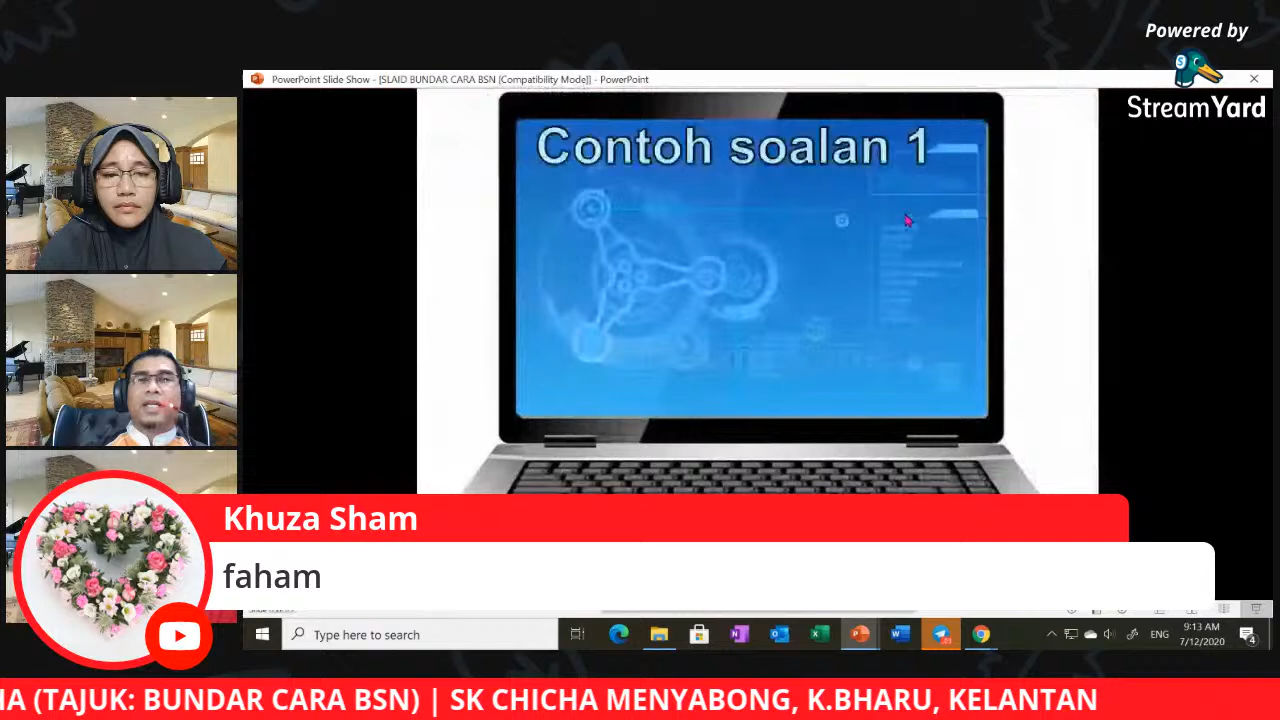 Powered by
StreamYard
PowerPoint Slide Show - [SLAID BUNDAR CARA BSN [Compatibility Mode]] - PowerPoint
Contoh soalan 1
Khuza Sham
faham
Type here to search
ENG
9:13 AM
7/12/2020
4
(TAJUK: BUNDAR CARA BSN) | SK CHICHA MENYABONG, K.BHARU, KELANTAN